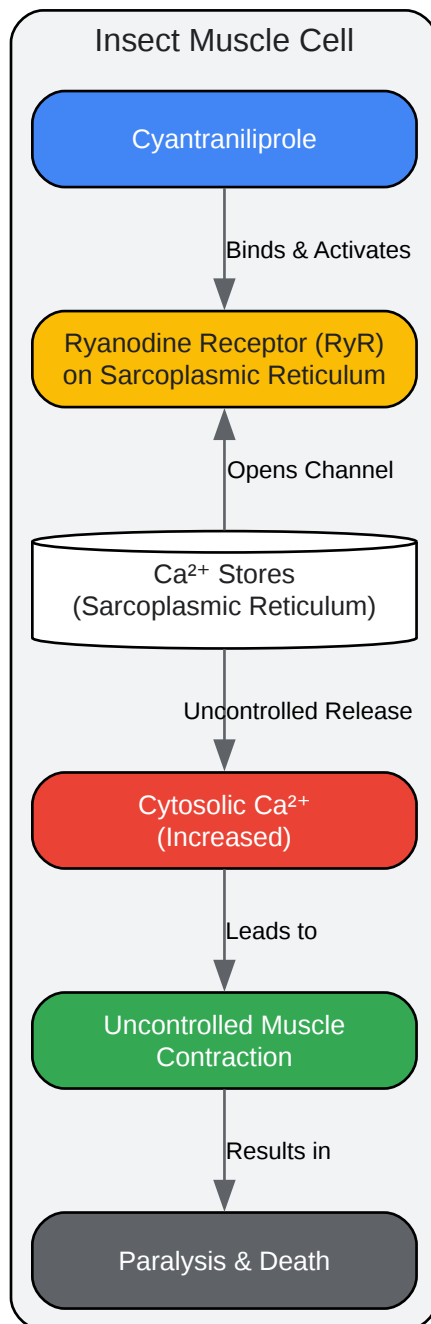 Insect Muscle Cell
Cyantraniliprole
Binds & Activates
Ryanodine Receptor (RyR)
on Sarcoplasmic Reticulum
Opens Channel
Ca²⁺ Stores
(Sarcoplasmic Reticulum)
Uncontrolled Release
Cytosolic Ca²⁺
(Increased)
Leads to
Uncontrolled Muscle
Contraction
Results in
Paralysis & Death